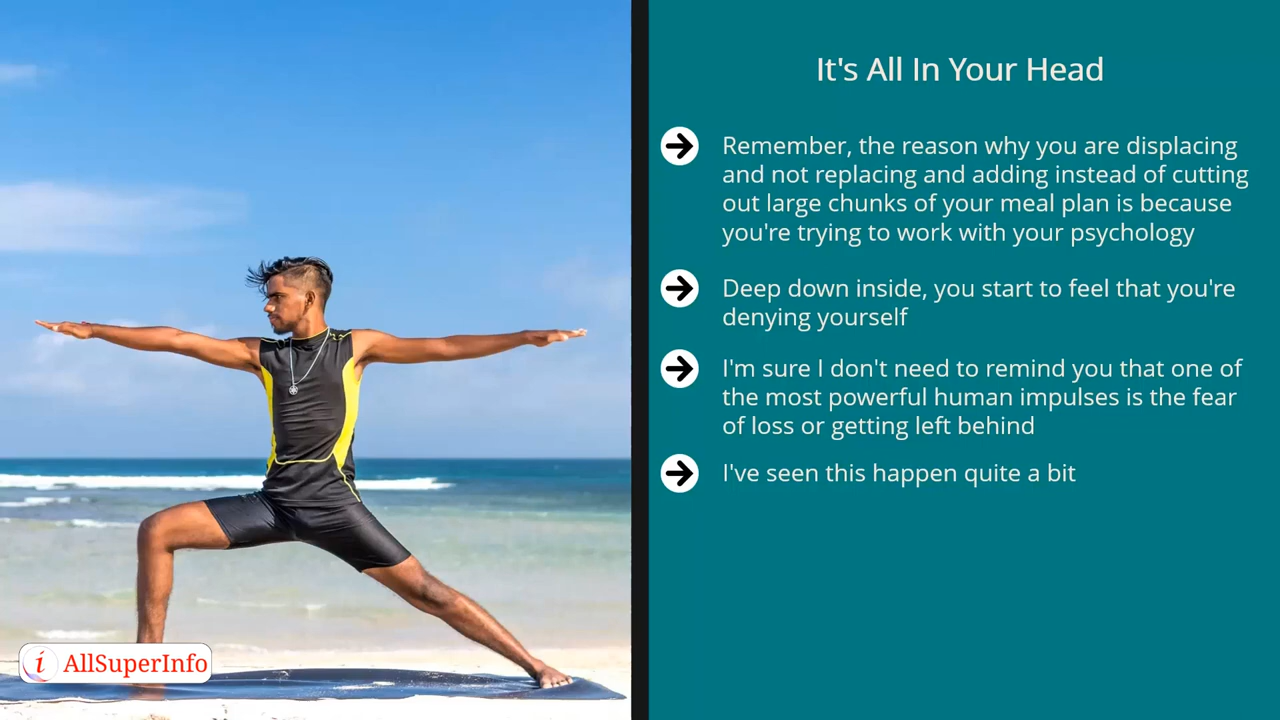 It's All In Your Head
Remember, the reason why you are displacing
and not replacing and adding instead of cutting
out large chunks of your meal plan is because
you're trying to work with your psychology
Deep down inside, you start to feel that you're
denying yourself
I'm sure I don't need to remind you that one of
the most powerful human impulses is the fear
of loss or getting left behind
I've seen this happen quite a bit
i AllSuperInfo